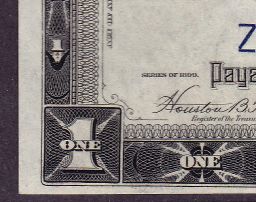 Z
SERIES OF 1899.
Paya
Houston B.
Register of the Treasu
1
1
ONE
ONE